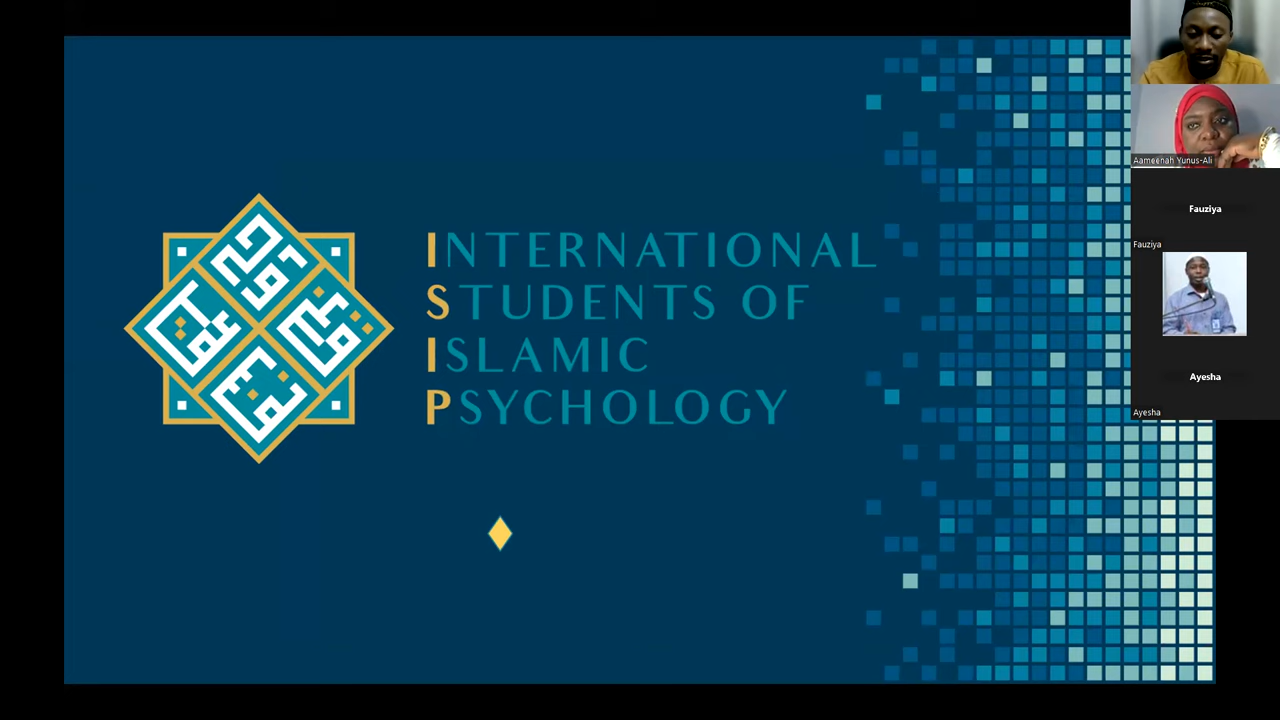 INTERNATIONAL
STUDENTS OF
ISLAMIC
PSYCHOLOGY
Aameenah Yunus-Ali
Fauziya
Fauziya
Ayesha
Ayesha